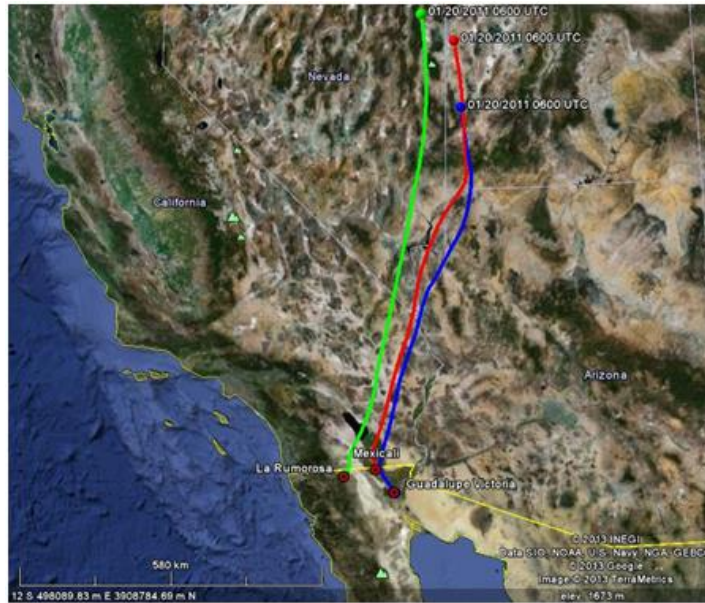 01/20/2011 0600 UTC
01/20/2011 0600 UTC
Nevada
01/20/2011 0600 UTC
California
Arizona
Mexicali
La Rumorosa
Guadalupe Victoria
© 2013 INEGI
Data SIO, NOAA, U.S. Navy, NGA, GEBCO
© 2013 Google
Image © 2013 TerraMetrics
580 km
12 S 498089.83 m E 3908784.69 m N
elev 1673 m